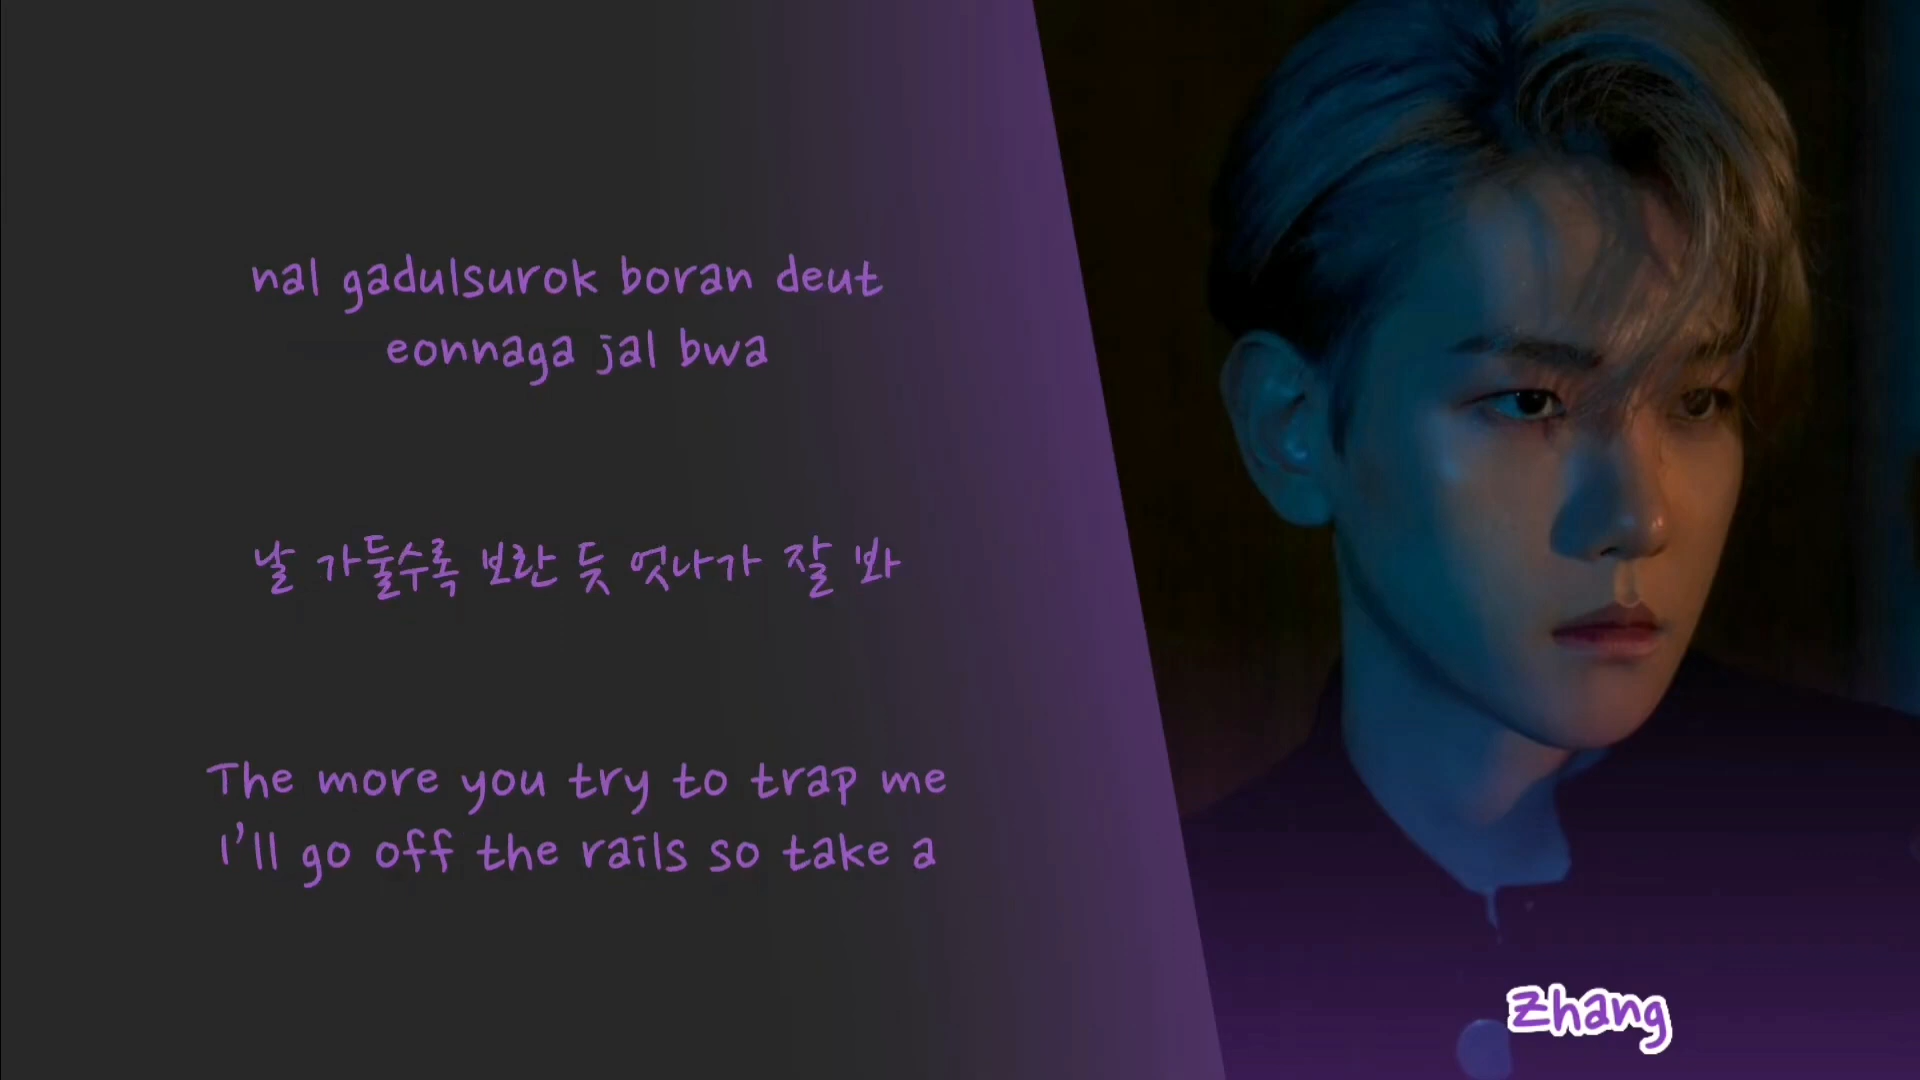 nal gadulsurok boran deut
eonnaga jal bwa
날 가둘수록 보란 듯 엇나가 잘 봐
The more you try to trap me
I'll go off the rails so take a
Zhang